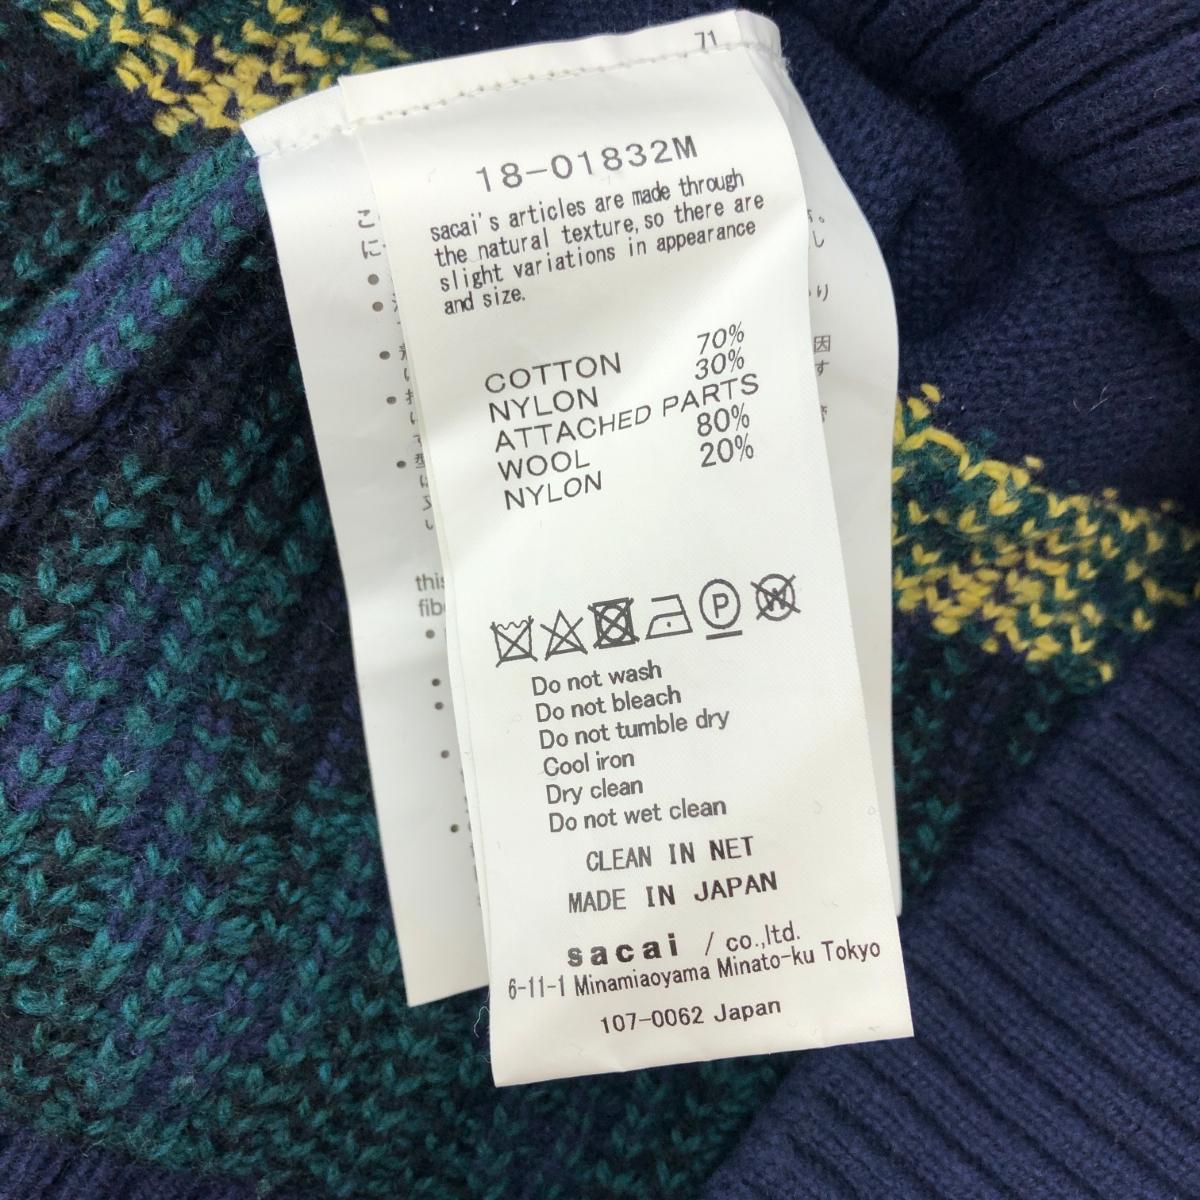 71
18-01832M
sacai's articles are made through
the natural texture, so there are
slight variations in appearance
and size.
COTTON 70%
NYLON 30%
ATTACHED PARTS
WOOL 80%
NYLON 20%
P
W
Do not wash
Do not bleach
Do not tumble dry
Cool iron
Dry clean
Do not wet clean
CLEAN IN NET
MADE IN JAPAN
sacai / co.,ltd.
6-11-1 Minamiaoyama Minato-ku Tokyo
107-0062 Japan